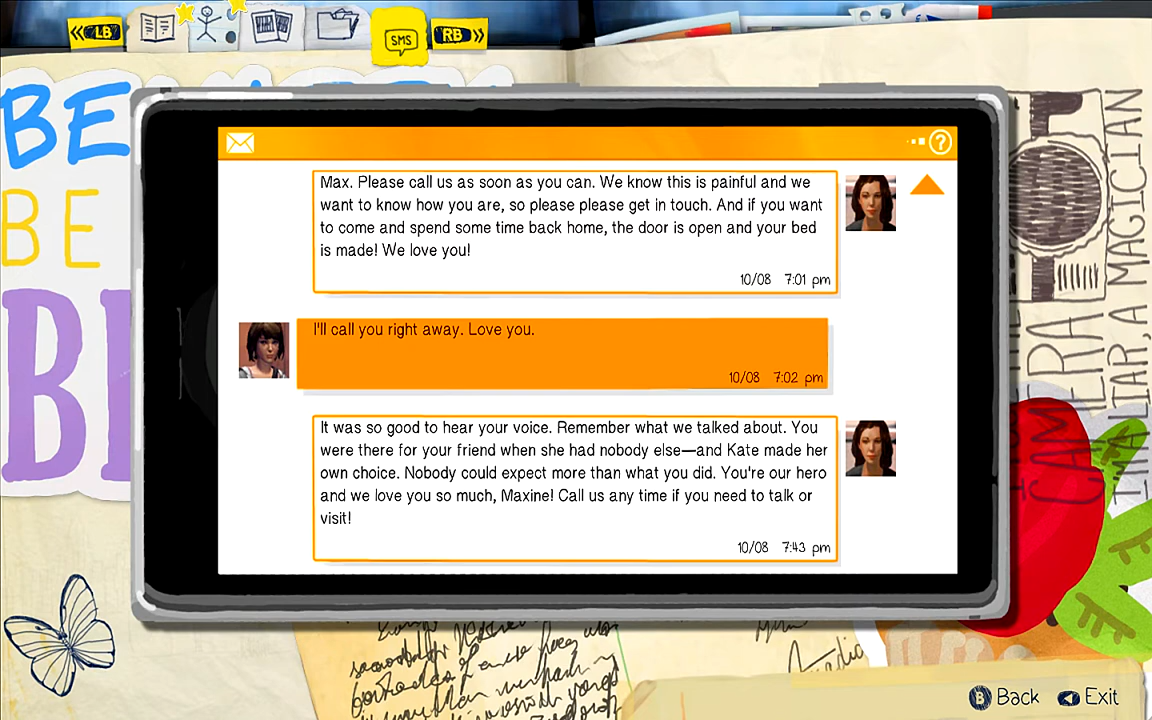 LB
SMS
RB
BE
BE
Max. Please call us as soon as you can. We know this is painful and we
want to know how you are, so please please get in touch. And if you want
to come and spend some time back home, the door is open and your bed
is made! We love you!
10/08 7:01 pm
I'll call you right away. Love you.
10/08 7:02 pm
It was so good to hear your voice. Remember what we talked about. You
were there for your friend when she had nobody else—and Kate made her
own choice. Nobody could expect more than what you did. You're our hero
and we love you so much, Maxine! Call us any time if you need to talk or
visit!
10/08 7:43 pm
CAMERA
I'M A LIAR, A MAGICIAN
B Back
Exit